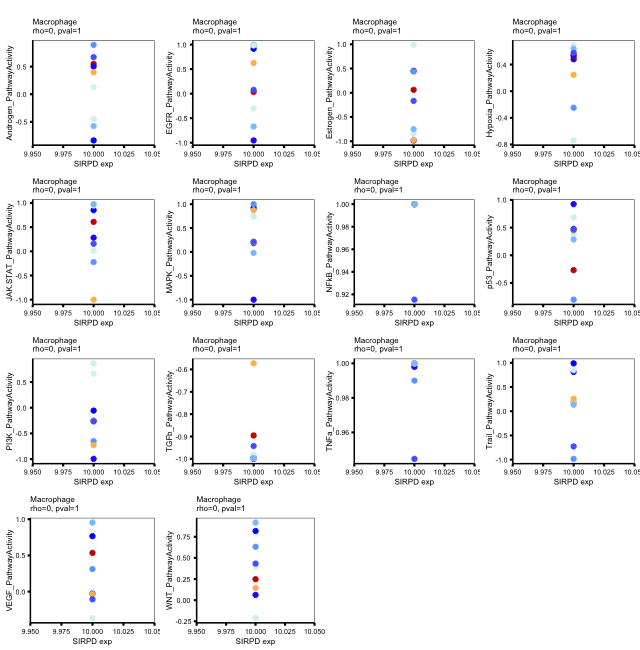 Macrophage
rho=0, pval=1
Androgen_PathwayActivity
0.5
0.0
-0.5
9.950 9.975 10.000 10.025 10.05
SIRPD exp
Macrophage
rho=0, pval=1
EGFR_PathwayActivity
1.0
0.5
0.0
-0.5
-1.0
9.950 9.975 10.000 10.025 10.05
SIRPD exp
Macrophage
rho=0, pval=1
Estrogen_PathwayActivity
1.0
0.5
0.0
-0.5
-1.0
9.950 9.975 10.000 10.025 10.05
SIRPD exp
Macrophage
rho=0, pval=1
Hypoxia_PathwayActivity
0.4
0.0
-0.4
-0.8
9.950 9.975 10.000 10.025 10.05
SIRPD exp
Macrophage
rho=0, pval=1
JAK.STAT_PathwayActivity
1.0
0.5
0.0
-0.5
-1.0
9.950 9.975 10.000 10.025 10.05
SIRPD exp
Macrophage
rho=0, pval=1
MAPK_PathwayActivity
1.0
0.5
0.0
-0.5
-1.0
9.950 9.975 10.000 10.025 10.05
SIRPD exp
Macrophage
rho=0, pval=1
NFkB_PathwayActivity
1.00
0.98
0.96
0.94
0.92
9.950 9.975 10.000 10.025 10.05
SIRPD exp
Macrophage
rho=0, pval=1
p53_PathwayActivity
0.5
0.0
-0.5
9.950 9.975 10.000 10.025 10.05
SIRPD exp
Macrophage
rho=0, pval=1
PI3K_PathwayActivity
0.5
0.0
-0.5
-1.0
9.950 9.975 10.000 10.025 10.05
SIRPD exp
Macrophage
rho=0, pval=1
TGFb_PathwayActivity
-0.6
-0.7
-0.8
-0.9
-1.0
9.950 9.975 10.000 10.025 10.05
SIRPD exp
Macrophage
rho=0, pval=1
TNFa_PathwayActivity
1.00
0.98
0.96
9.950 9.975 10.000 10.025 10.05
SIRPD exp
Macrophage
rho=0, pval=1
Trail_PathwayActivity
1.0
0.5
0.0
-0.5
-1.0
9.950 9.975 10.000 10.025 10.05
SIRPD exp
Macrophage
rho=0, pval=1
VEGF_PathwayActivity
1.0
0.5
0.0
9.950 9.975 10.000 10.025 10.05
SIRPD exp
Macrophage
rho=0, pval=1
WNT_PathwayActivity
0.75
0.50
0.25
0.00
-0.25
9.950 9.975 10.000 10.025 10.050
SIRPD exp